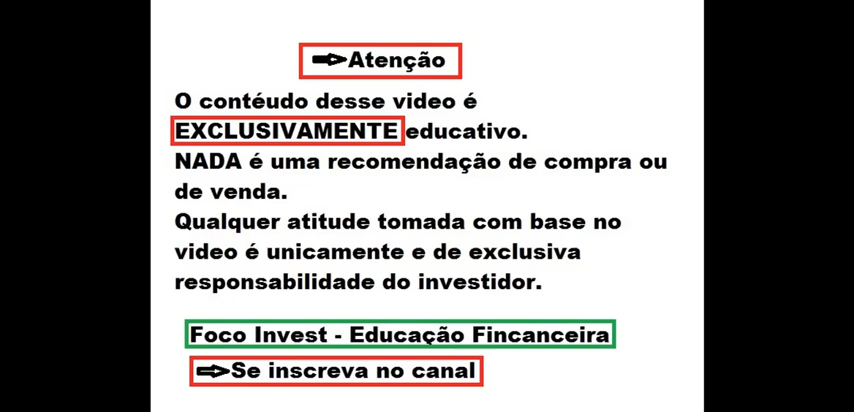 ⇒Atenção
O contéudo desse video é
EXCLUSIVAMENTE educativo.
NADA é uma recomendação de compra ou
de venda.
Qualquer atitude tomada com base no
video é unicamente e de exclusiva
responsabilidade do investidor.
Foco Invest - Educação Fincanceira
⇒Se inscreva no canal